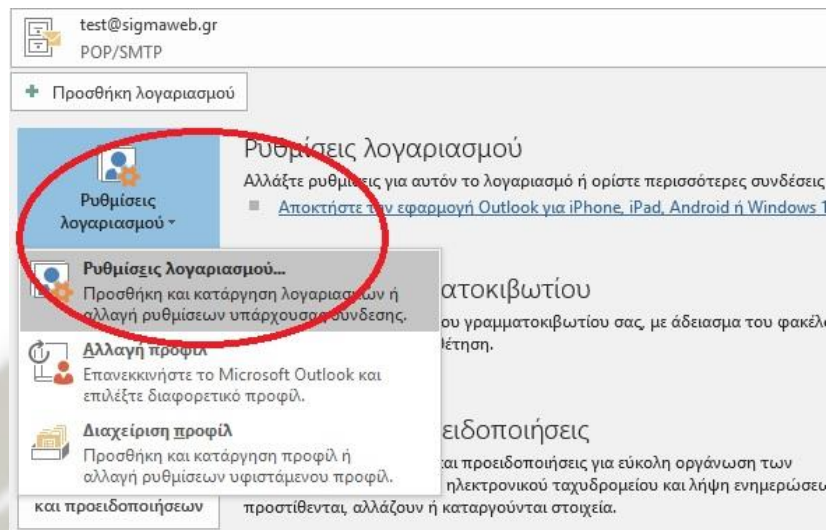 test@sigmaweb.gr
POP/SMTP
Προσθήκη λογαριασμού
Ρυθμίσεις
λογαριασμού
Ρυθμίσεις λογαριασμού
Αλλάξτε ρυθμίσεις για αυτόν το λογαριασμό ή ορίστε περισσότερες συνδέσεις
Αποκτήστε την εφαρμογή Outlook για iPhone, iPad, Android ή Windows 1
Ρυθμίσεις λογαριασμού...
Προσθήκη και κατάργηση λογαριασμών ή
αλλαγή ρυθμίσεων υπάρχουσας σύνδεσης.
Αλλαγή προφίλ
Επανεκκινήστε το Microsoft Outlook και
επιλέξτε διαφορετικό προφίλ.
Διαχείριση προφίλ
Προσθήκη και κατάργηση προφίλ ή
αλλαγή ρυθμίσεων υφιστάμενου προφίλ.
ατοκιβωτίου
ου γραμματοκιβωτίου σας, με άδειασμα του φακέλο
θέτηση.
ειδοποιήσεις
αι προειδοποιήσεις για εύκολη οργάνωση των
ηλεκτρονικού ταχυδρομείου και λήψη ενημερώσεω
και προειδοποιήσεων
προστίθενται, αλλάζουν ή καταργούνται στοιχεία.